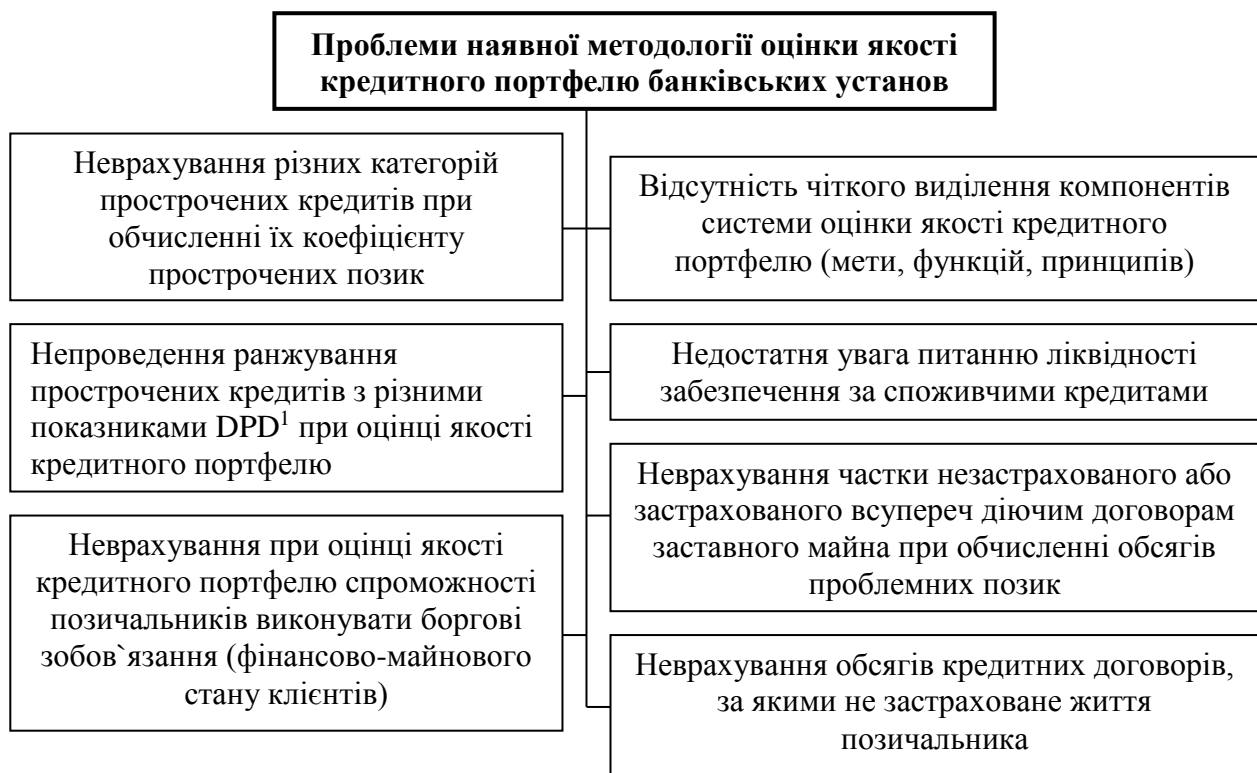 Проблеми наявної методології оцінки якості
кредитного портфелю банківських установ
Неврахування різних категорій
прострочених кредитів при
обчисленні їх коефіцієнту
прострочених позик
Непроведення ранжування
прострочених кредитів з різними
показниками DPD¹ при оцінці якості
кредитного портфелю
Неврахування при оцінці якості
кредитного портфелю спроможності
позичальників виконувати боргові
зобов`язання (фінансово-майнового
стану клієнтів)
Відсутність чіткого виділення компонентів
системи оцінки якості кредитного
портфелю (мети, функцій, принципів)
Недостатня увага питанню ліквідності
забезпечення за споживчими кредитами
Неврахування частки незастрахованого або
застрахованого всупереч діючим договорам
заставного майна при обчисленні обсягів
проблемних позик
Неврахування обсягів кредитних договорів,
за якими не застраховане життя
позичальника